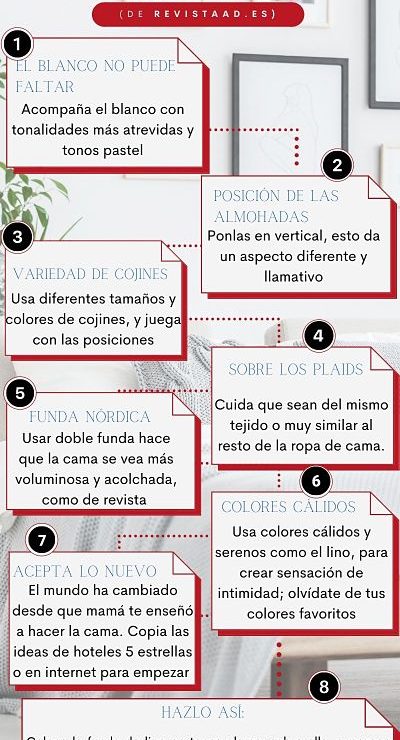 (DE REVISTAAD.ES)
1
EL BLANCO NO PUEDE
FALTAR
Acompaña el blanco con
tonalidades más atrevidas y
tonos pastel
2
POSICIÓN DE LAS
ALMOHADAS
Ponlas en vertical, esto da
un aspecto diferente y
llamativo
3
VARIEDAD DE COJINES
Usa diferentes tamaños y
colores de cojines, y juega
con las posiciones
4
SOBRE LOS PLAIDS
Cuida que sean del mismo
tejido o muy similar al
resto de la ropa de cama.
5
FUNDA NÓRDICA
Usar doble funda hace
que la cama se vea más
voluminosa y acolchada,
como de revista
6
COLORES CÁLIDOS
Usa colores cálidos y
serenos como el lino, para
crear sensación de
intimidad; olvídate de tus
colores favoritos
7
ACEPTA LO NUEVO
El mundo ha cambiado
desde que mamá te enseñó
a hacer la cama. Copia las
ideas de hoteles 5 estrellas
o en internet para empezar
8
HAZLO ASÍ: